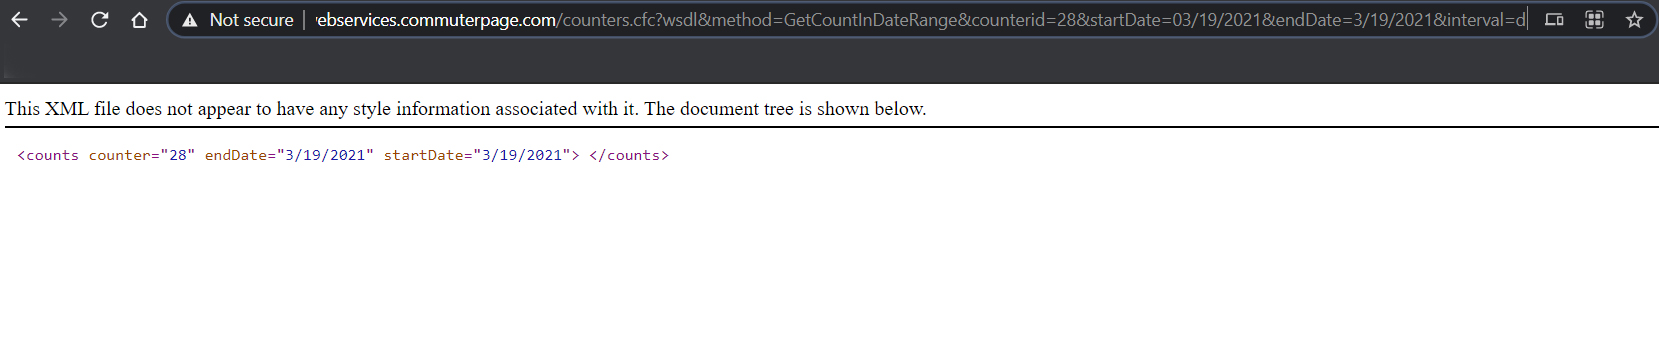 Not secure | webservices.commuterpage.com/counters.cfc?wsdl&method=GetCountInDateRange&counterid=28&startDate=03/19/2021&endDate=3/19/2021&interval=d
This XML file does not appear to have any style information associated with it. The document tree is shown below.
<counts counter="28" endDate="3/19/2021" startDate="3/19/2021"> </counts>